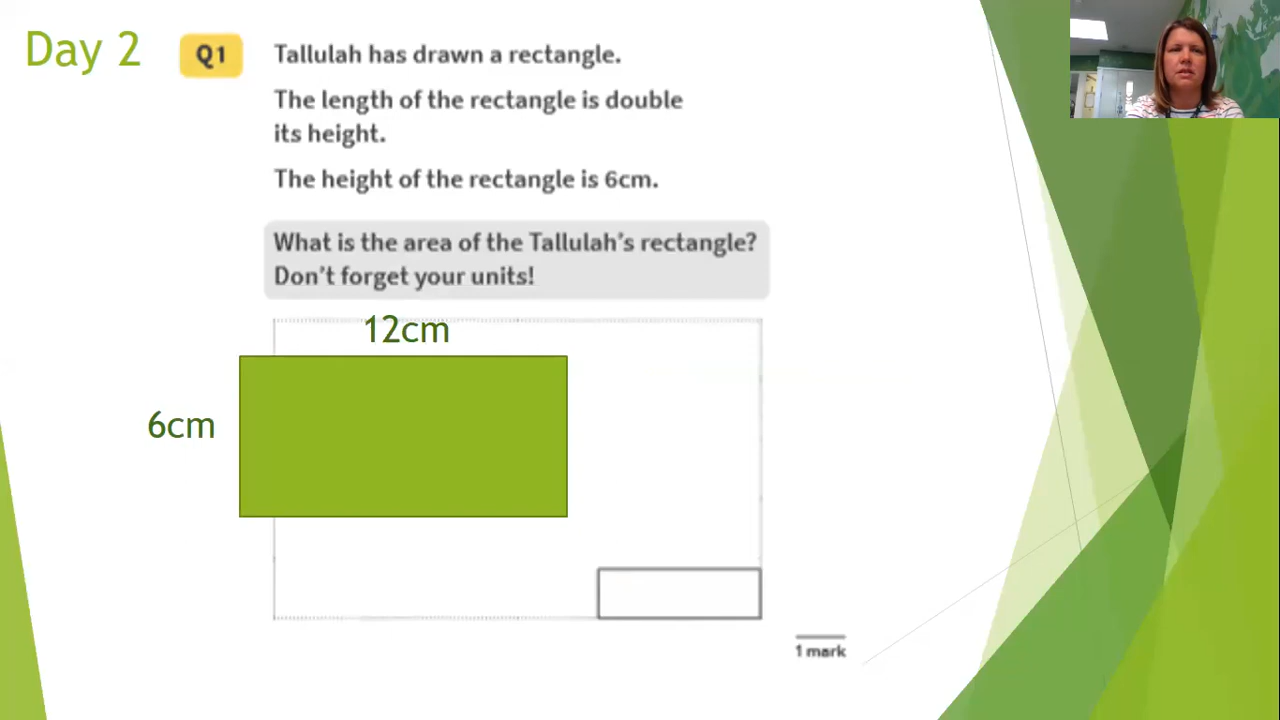 Day 2
Q1
Tallulah has drawn a rectangle.
The length of the rectangle is double
its height.
The height of the rectangle is 6cm.
What is the area of the Tallulah's rectangle?
Don't forget your units!
12cm
6cm
1 mark